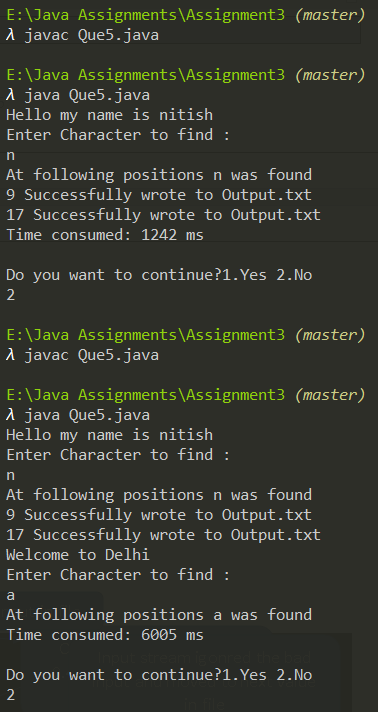 E:\Java Assignments\Assignment3 (master)
λ javac Que5.java
E:\Java Assignments\Assignment3 (master)
λ java Que5.java
Hello my name is nitish
Enter Character to find :
n
At following positions n was found
9 Successfully wrote to Output.txt
17 Successfully wrote to Output.txt
Time consumed: 1242 ms
Do you want to continue?1.Yes 2.No
2
E:\Java Assignments\Assignment3 (master)
λ javac Que5.java
E:\Java Assignments\Assignment3 (master)
λ java Que5.java
Hello my name is nitish
Enter Character to find :
n
At following positions n was found
9 Successfully wrote to Output.txt
17 Successfully wrote to Output.txt
Welcome to Delhi
Enter Character to find :
a
At following positions a was found
Time consumed: 6005 ms
Do you want to continue?1.Yes 2.No
2